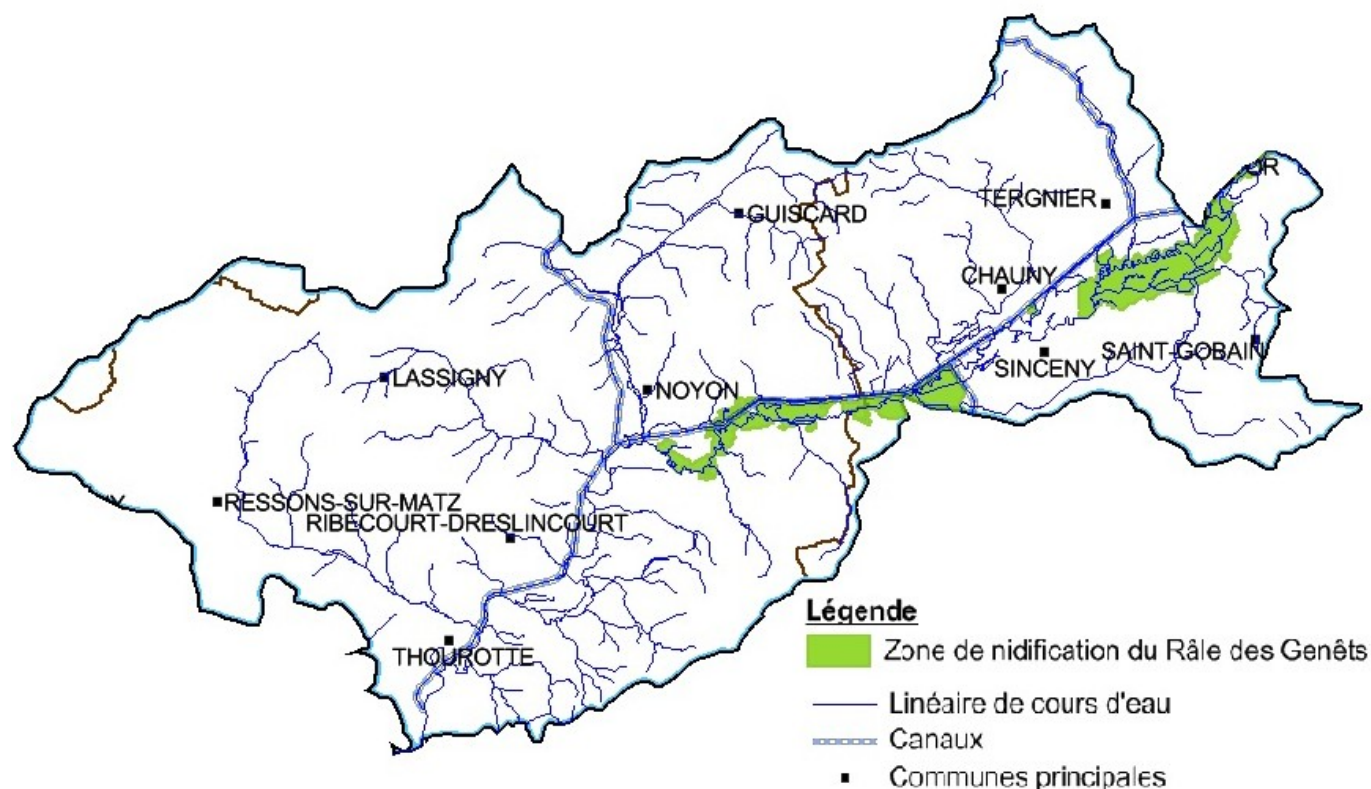 TERGNIER
GUISCARD
CHAUNY
SINCENY
SAINT-GOBAIN
LASSIGNY
NOYON
RESSONS-SUR-MATZ
RIBECOURT-DRESLINCOURT
THOUROTTE
Légende
Zone de nidification du Râle des Genêts
Linéaire de cours d'eau
Canaux
Communes principales